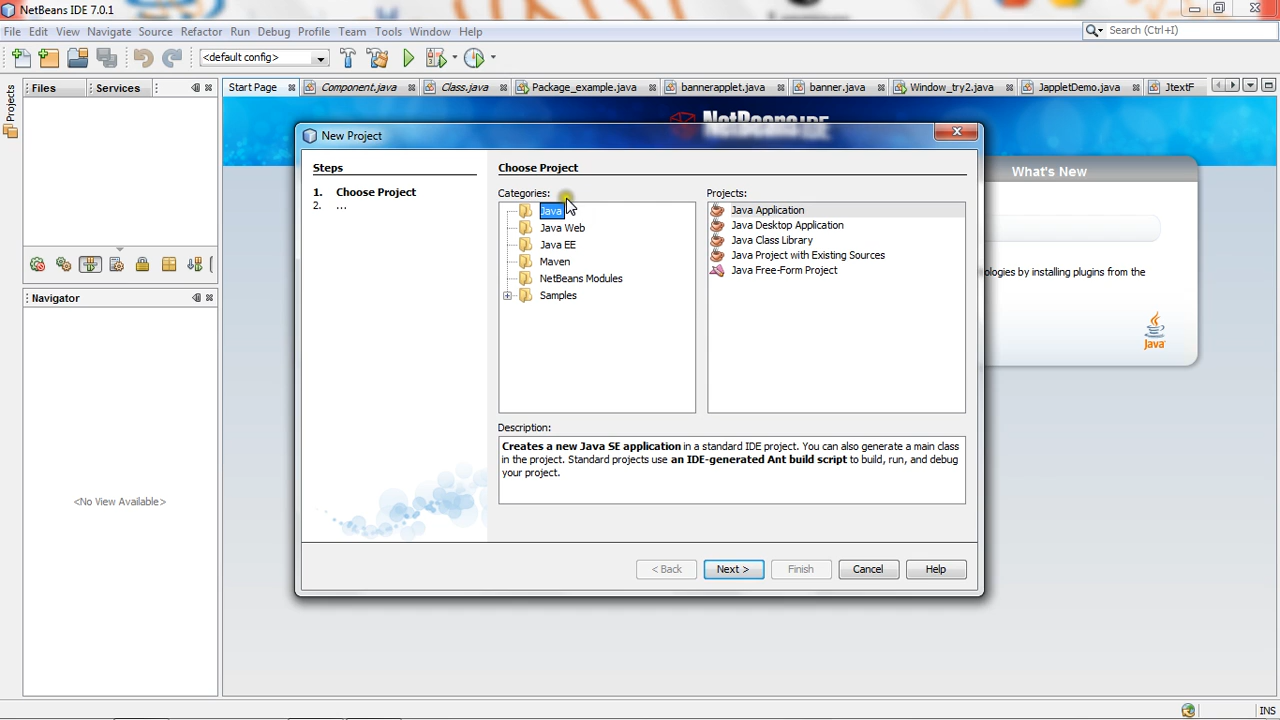 NetBeans IDE 7.0.1
File Edit View Navigate Source Refactor Run Debug Profile Team Tools Window Help
Search (Ctrl+I)
<default config>
Projects
Files
Services
Start Page
Component.java
Class.java
Package_example.java
bannerapplet.java
banner.java
Window_try2.java
JappletDemo.java
JtextF
NetBeans IDE
New Project
Steps
1. Choose Project
2. ...
Choose Project
Categories:
Java
Java Web
Java EE
Maven
NetBeans Modules
Samples
Projects:
Java Application
Java Desktop Application
Java Class Library
Java Project with Existing Sources
Java Free-Form Project
Description:
Creates a new Java SE application in a standard IDE project. You can also generate a main class
in the project. Standard projects use an IDE-generated Ant build script to build, run, and debug
your project.
< Back
Next >
Finish
Cancel
Help
What's New
ologies by installing plugins from the
Java
Navigator
<No View Available>
INS